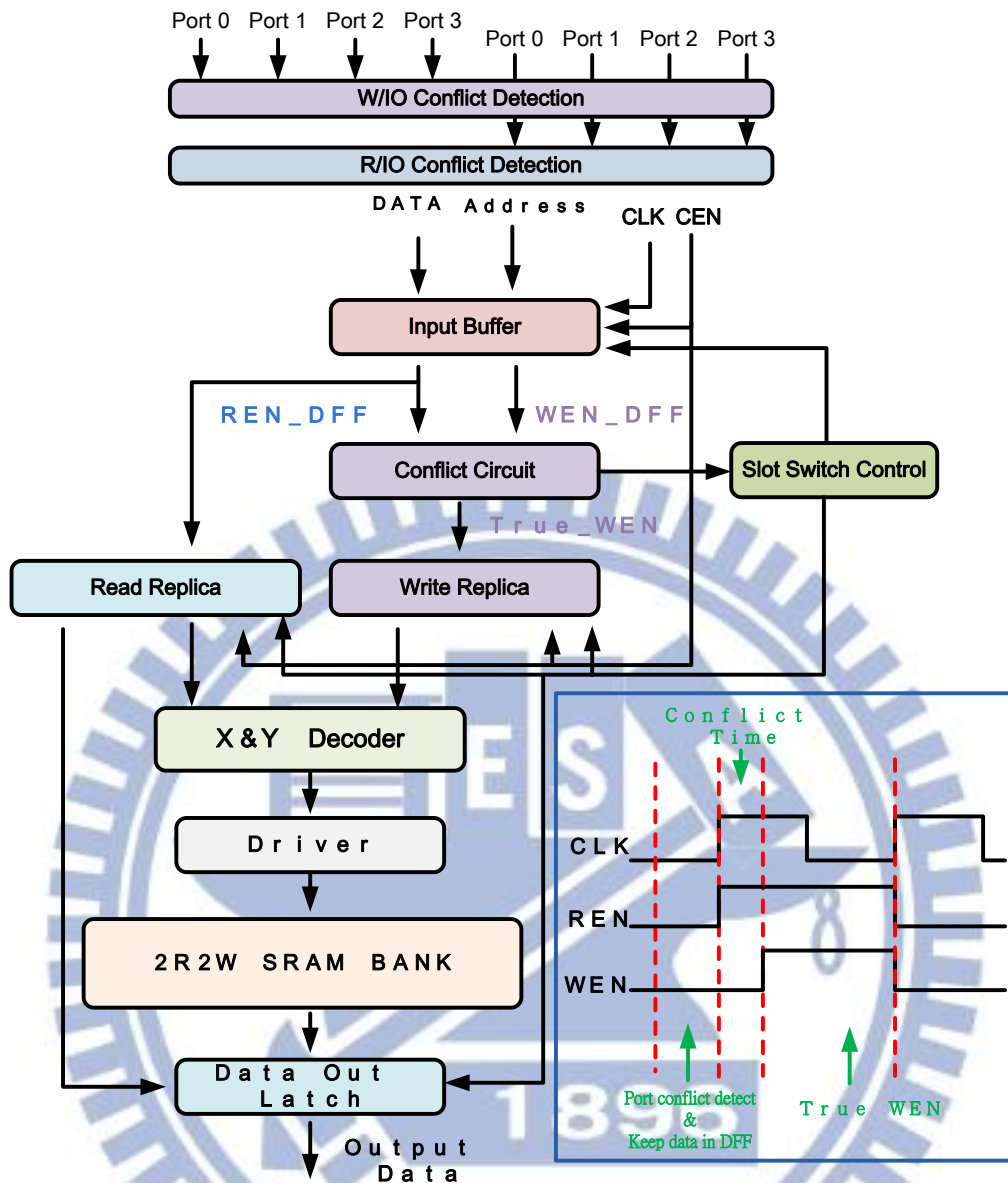 Port 0 Port 1 Port 2 Port 3
Port 0 Port 1 Port 2 Port 3
W/IO Conflict Detection
R/IO Conflict Detection
DATA Address
CLK CEN
Input Buffer
REN_DFF
WEN_DFF
Conflict Circuit
Slot Switch Control
True_WEN
Read Replica
Write Replica
X&Y Decoder
Driver
2R2W SRAM BANK
Data Out
Latch
Output
Data
Conflict
Time
CLK
REN
WEN
Port conflict detect
&
Keep data in DFF
True WEN
ES
1896